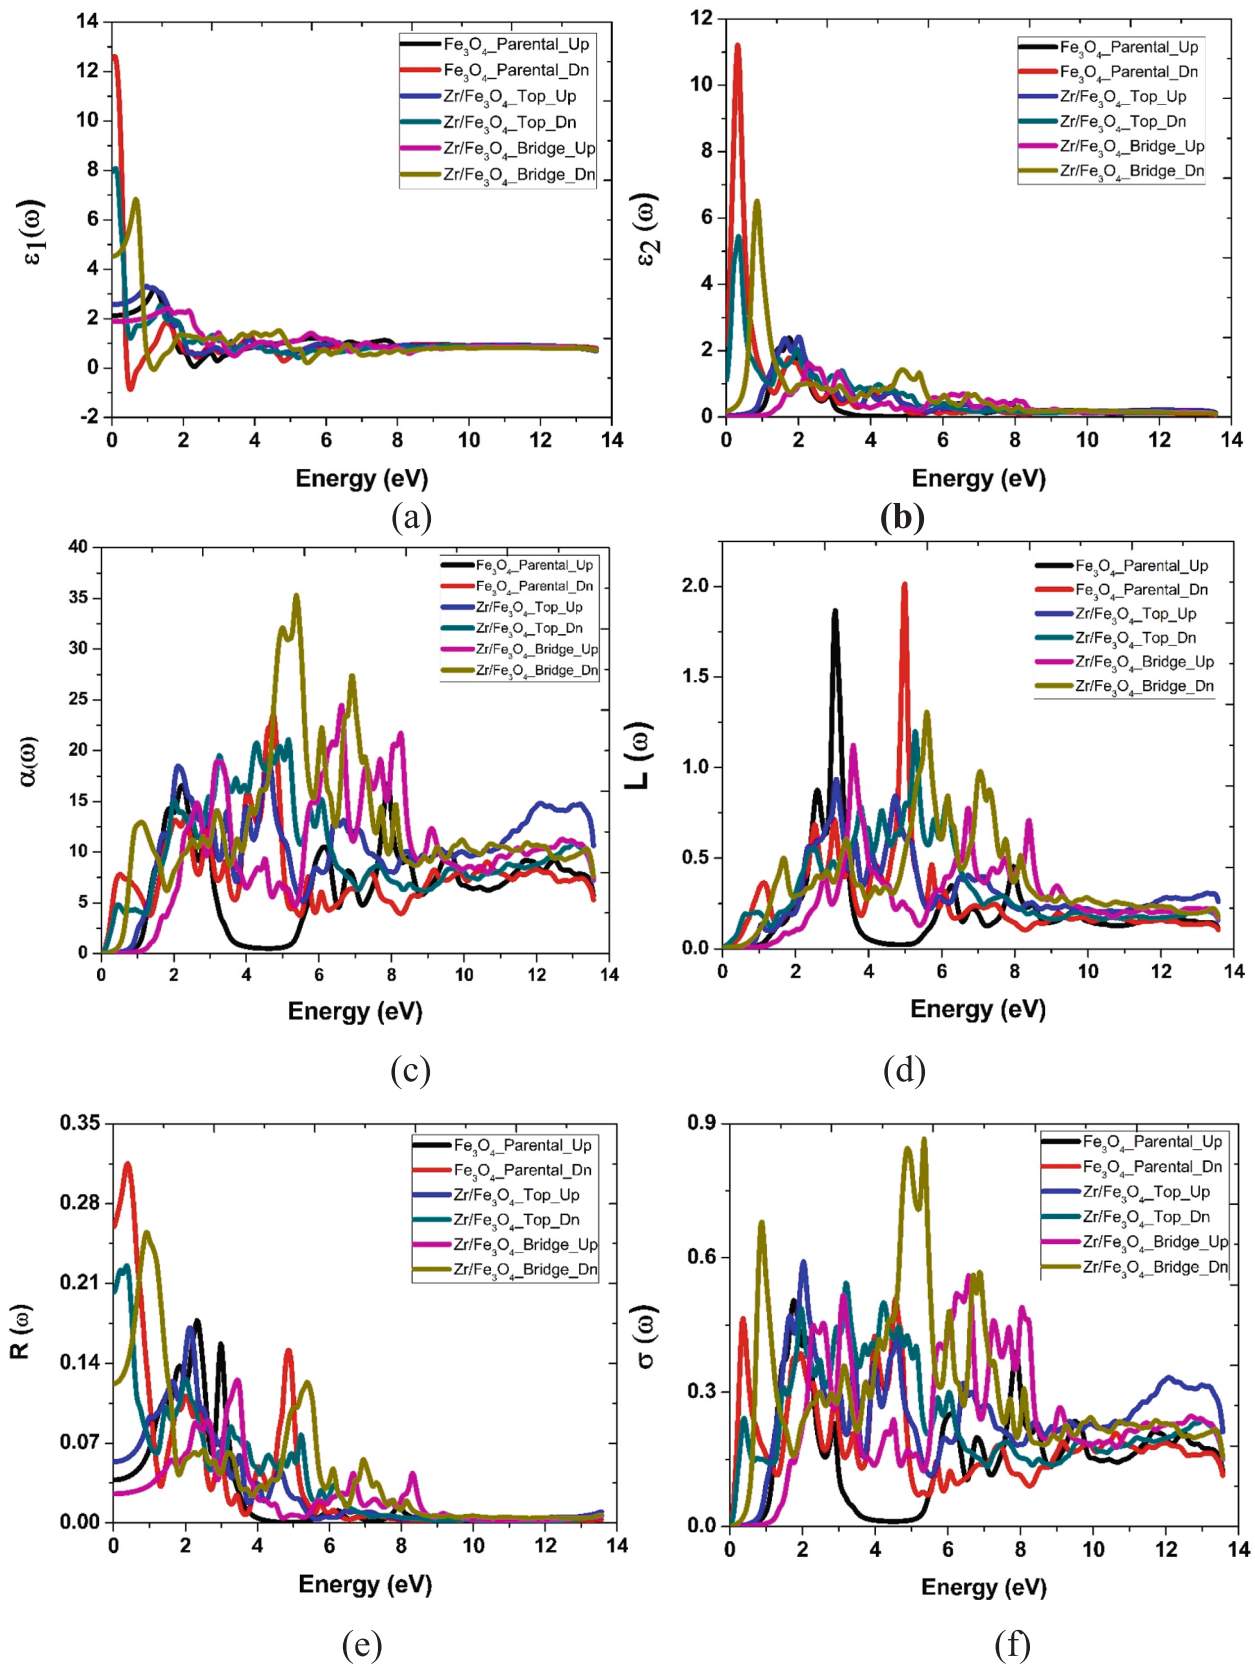 14
12
10
8
6
4
2
0
-2
ε₁(ω)
Fe₃O₄_Parental_Up
Fe₃O₄_Parental_Dn
Zr/Fe₃O₄_Top_Up
Zr/Fe₃O₄_Top_Dn
Zr/Fe₃O₄_Bridge_Up
Zr/Fe₃O₄_Bridge_Dn
0 2 4 6 8 10 12 14
Energy (eV)
(a)
12
10
8
6
4
2
0
ε₂ (ω)
Fe₃O₄_Parental_Up
Fe₃O₄_Parental_Dn
Zr/Fe₃O₄_Top_Up
Zr/Fe₃O₄_Top_Dn
Zr/Fe₃O₄_Bridge_Up
Zr/Fe₃O₄_Bridge_Dn
0 2 4 6 8 10 12 14
Energy (eV)
(b)
40
35
30
25
20
15
10
5
0
α(ω)
Fe₃O₄_Parental_Up
Fe₃O₄_Parental_Dn
Zr/Fe₃O₄_Top_Up
Zr/Fe₃O₄_Top_Dn
Zr/Fe₃O₄_Bridge_Up
Zr/Fe₃O₄_Bridge_Dn
0 2 4 6 8 10 12 14
Energy (eV)
(c)
2.0
1.5
1.0
0.5
0.0
L (ω)
Fe₃O₄_Parental_Up
Fe₃O₄_Parental_Dn
Zr/Fe₃O₄_Top_Up
Zr/Fe₃O₄_Top_Dn
Zr/Fe₃O₄_Bridge_Up
Zr/Fe₃O₄_Bridge_Dn
0 2 4 6 8 10 12 14
Energy (eV)
(d)
0.35
0.28
0.21
0.14
0.07
0.00
R (ω)
Fe₃O₄_Parental_Up
Fe₃O₄_Parental_Dn
Zr/Fe₃O₄_Top_Up
Zr/Fe₃O₄_Top_Dn
Zr/Fe₃O₄_Bridge_Up
Zr/Fe₃O₄_Bridge_Dn
0 2 4 6 8 10 12 14
Energy (eV)
(e)
0.9
0.6
0.3
0.0
σ (ω)
Fe₃O₄_Parental_Up
Fe₃O₄_Parental_Dn
Zr/Fe₃O₄_Top_Up
Zr/Fe₃O₄_Top_Dn
Zr/Fe₃O₄_Bridge_Up
Zr/Fe₃O₄_Bridge_Dn
0 2 4 6 8 10 12 14
Energy (eV)
(f)